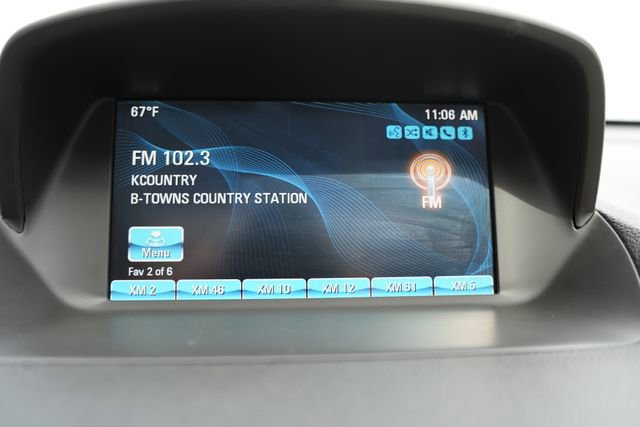 67°F 11:06 AM
FM 102.3
KCOUNTRY
B-TOWNS COUNTRY STATION
FM
Menu
Fav 2 of 6
XM 2 XM 46 XM 10 XM 12 XM 61 XM 5